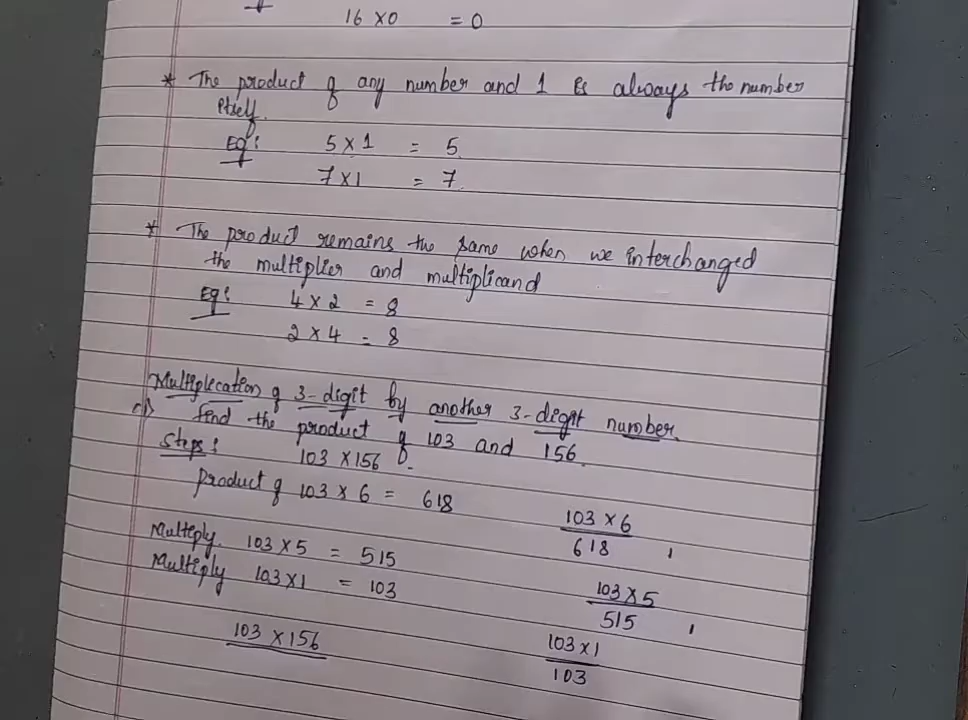 16 x 0 = 0
* The product of any number and 1 is always the number
itself.
Eg: 5 x 1 = 5
7 x 1 = 7
* The product remains the same when we interchanged
the multiplier and multiplicand
Eg: 4 x 2 = 8
2 x 4 = 8
Multiplication of 3-digit by another 3-digit number.
find the product of 103 and 156.
Steps: 103 x 156
Product of 103 x 6 = 618
103 x 6
618
Multiply 103 x 5 = 515
Multiply 103 x 1 = 103
103 x 5
515
103 x 156
103 x 1
103